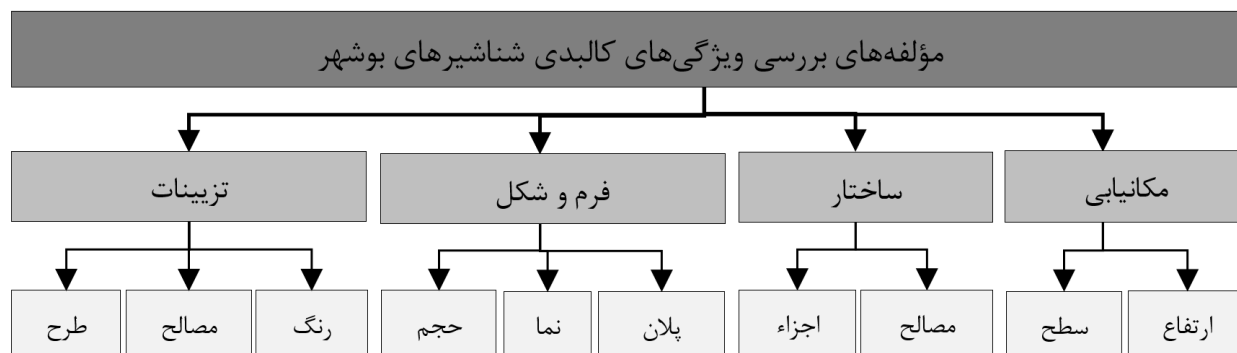 مؤلفه‌های بررسی ویژگی‌های کالبدی شناشیرهای بوشهر
مکانیابی
ساختار
فرم و شکل
تزیینات
ارتفاع
سطح
مصالح
اجزاء
پلان
نما
حجم
رنگ
مصالح
طرح